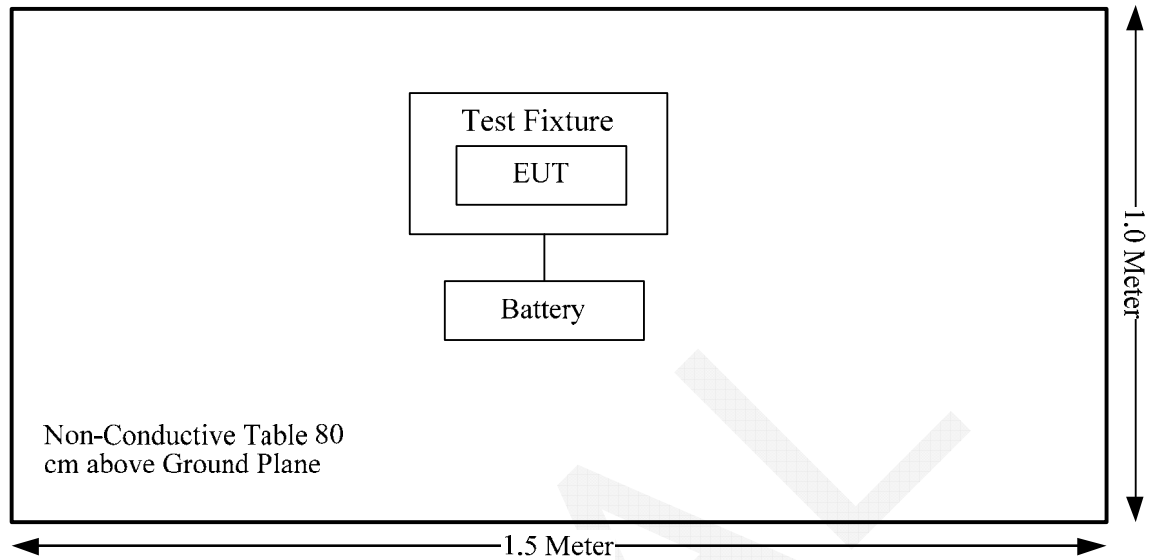 Test Fixture
EUT
Battery
1.0 Meter
Non-Conductive Table 80
cm above Ground Plane
1.5 Meter